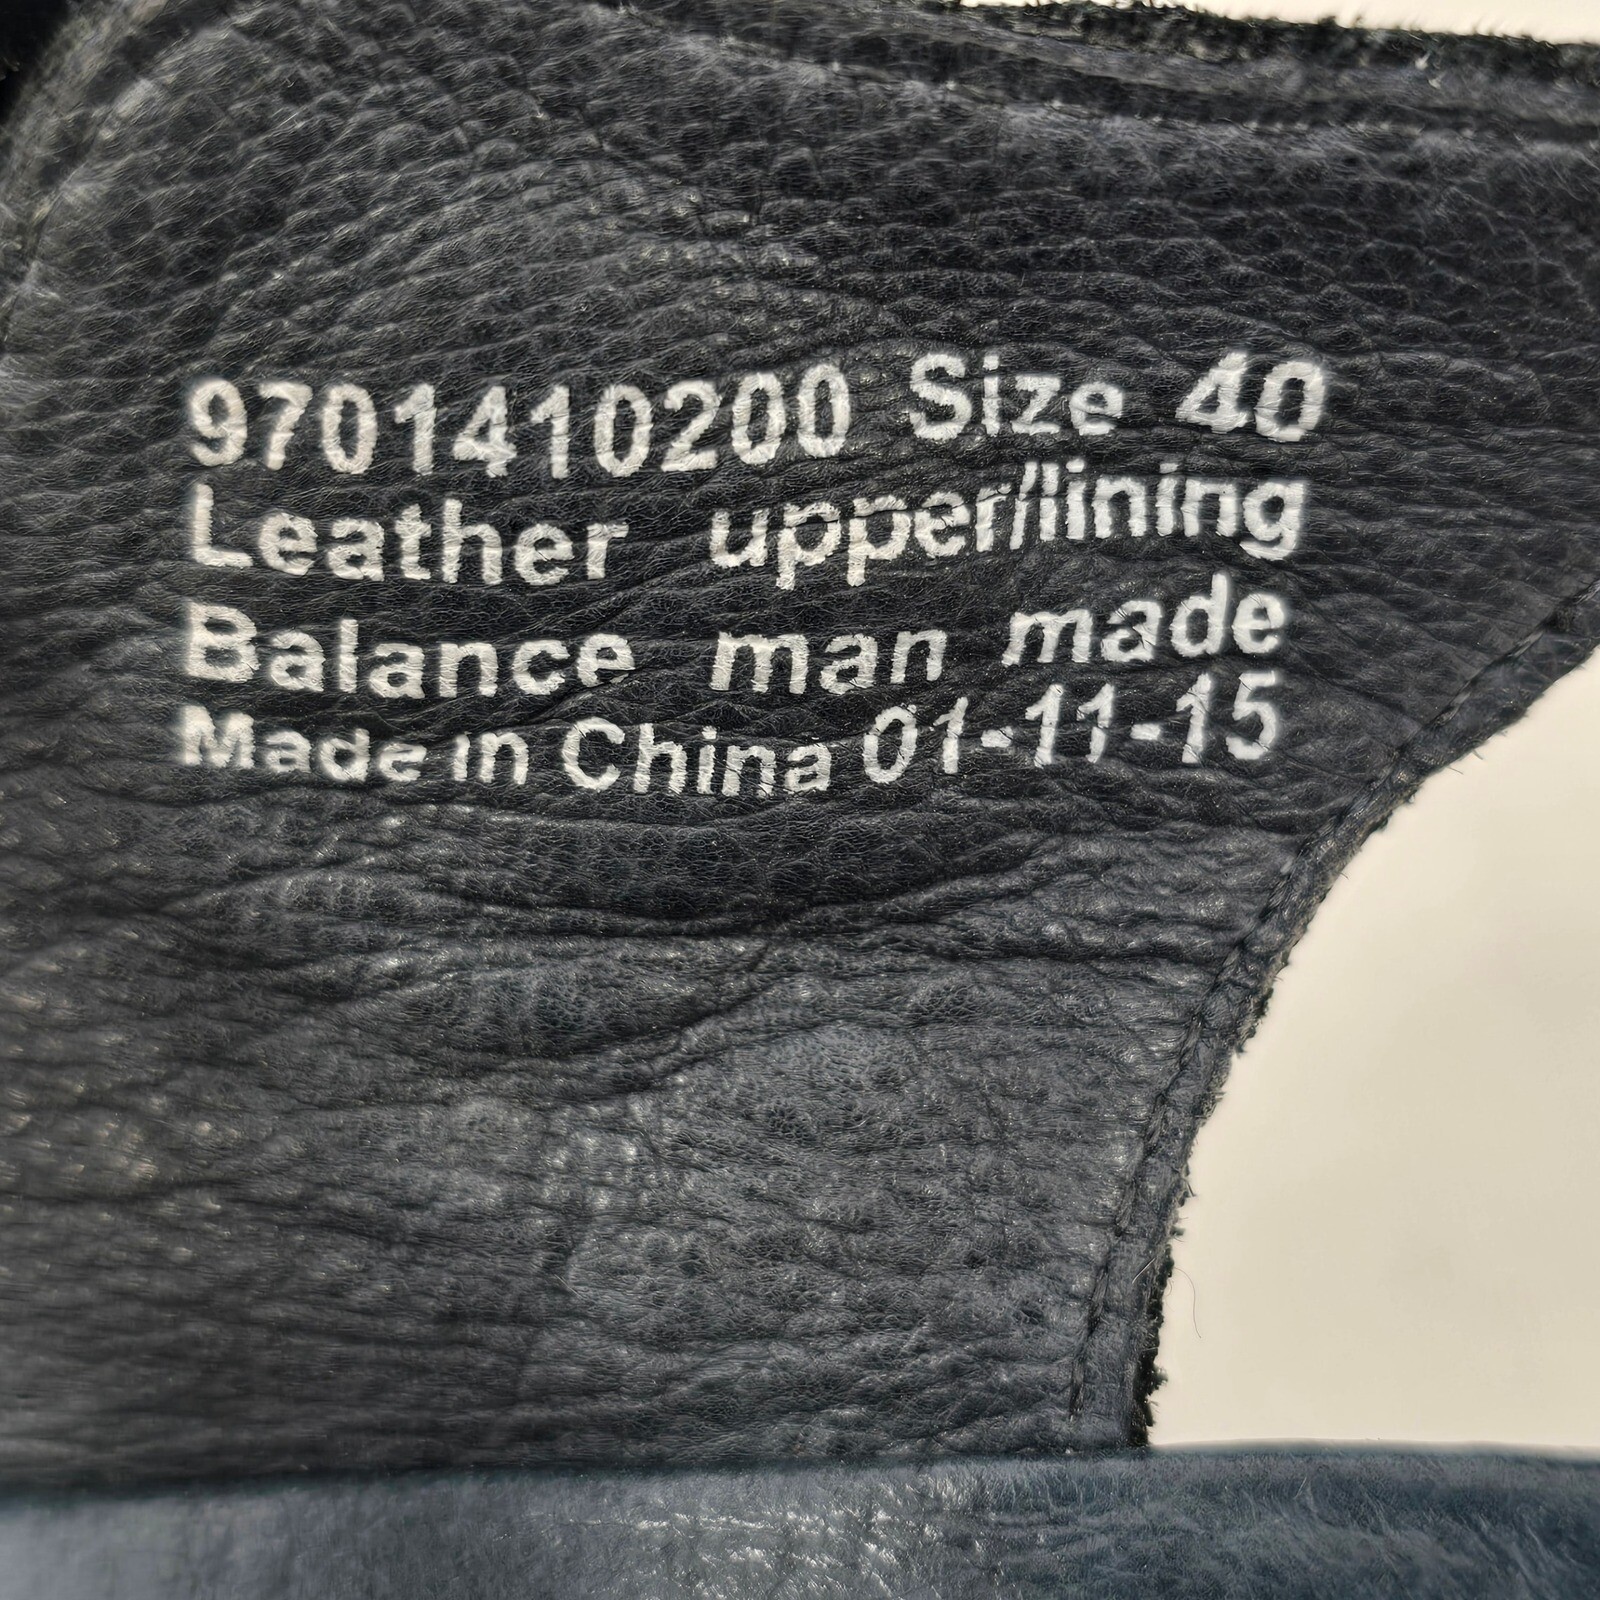 9701410200 Size 40
Leather upper/lining
Balance man made
Made in China 01-11-15